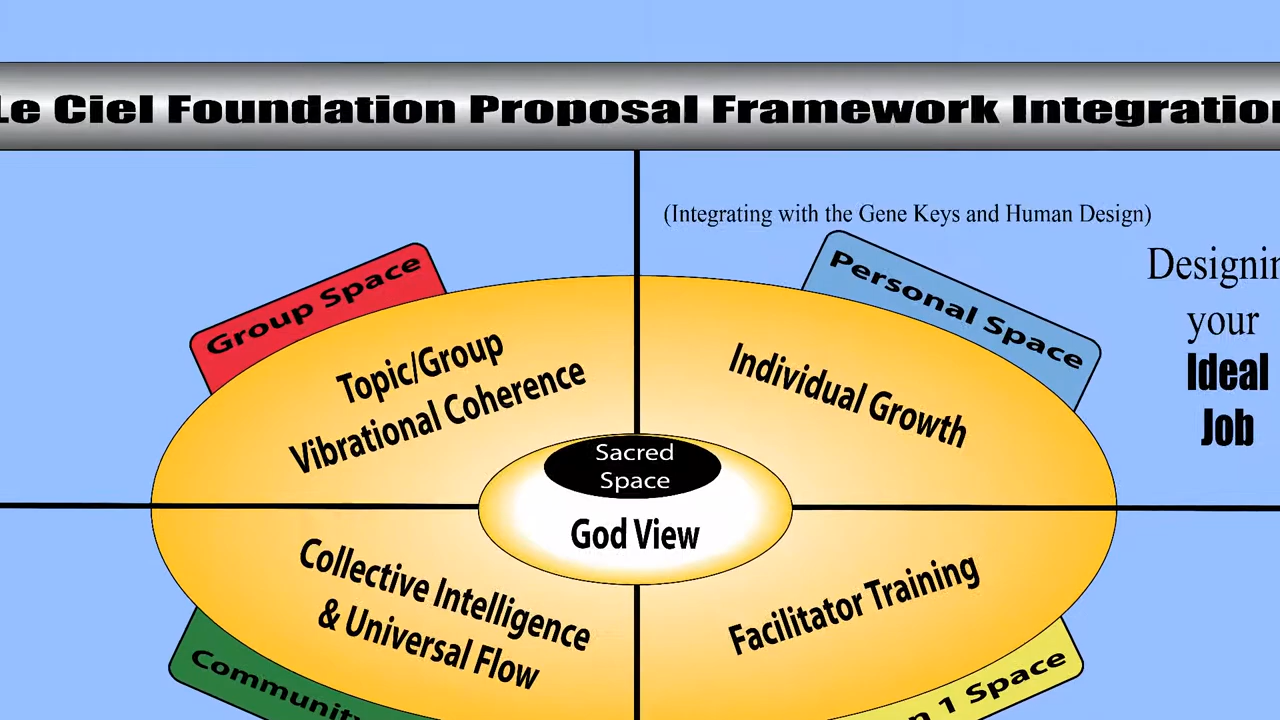 Le Ciel Foundation Proposal Framework Integration
(Integrating with the Gene Keys and Human Design)
Group Space
Personal Space
Designin
your
Ideal
Job
Topic/Group
Vibrational Coherence
Individual Growth
Sacred
Space
God View
Collective Intelligence
& Universal Flow
Facilitator Training
Community
n 1 Space